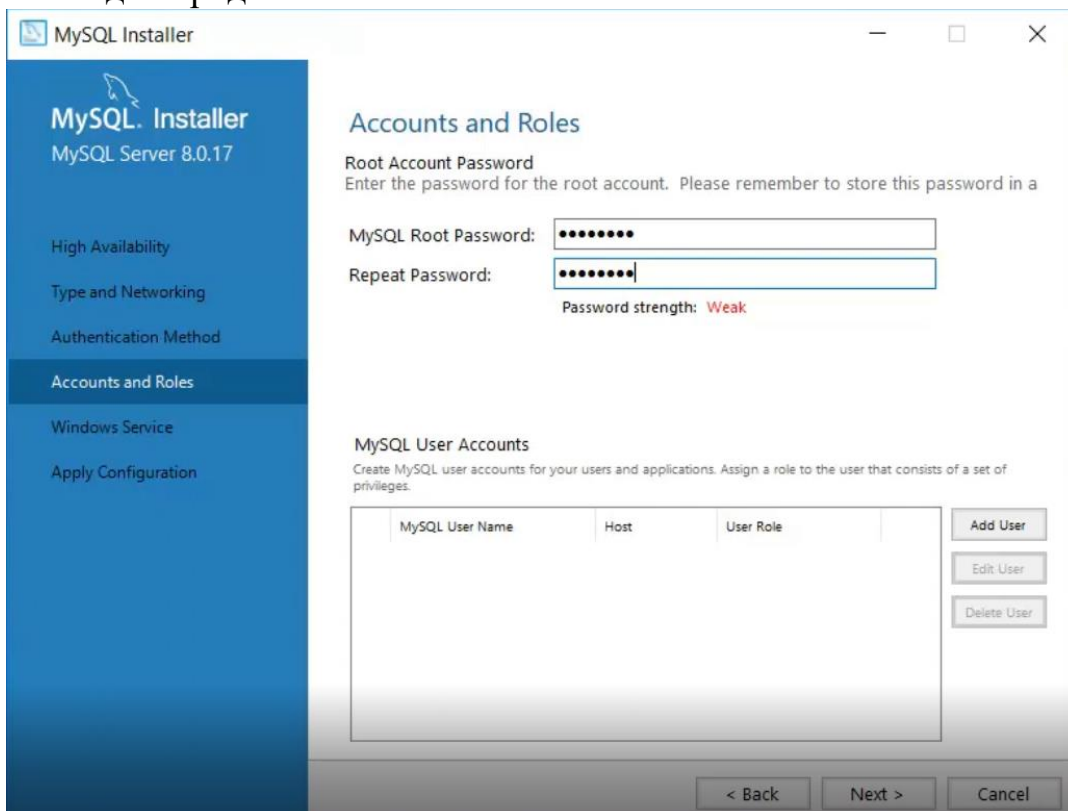 MySQL Installer
MySQL. Installer
MySQL Server 8.0.17
High Availability
Type and Networking
Authentication Method
Accounts and Roles
Windows Service
Apply Configuration
Accounts and Roles
Root Account Password
Enter the password for the root account. Please remember to store this password in a
MySQL Root Password: ●●●●●●●●
Repeat Password: ●●●●●●●●
Password strength: Weak
MySQL User Accounts
Create MySQL user accounts for your users and applications. Assign a role to the user that consists of a set of
privileges.
MySQL User Name Host User Role
Add User
Edit User
Delete User
< Back Next > Cancel